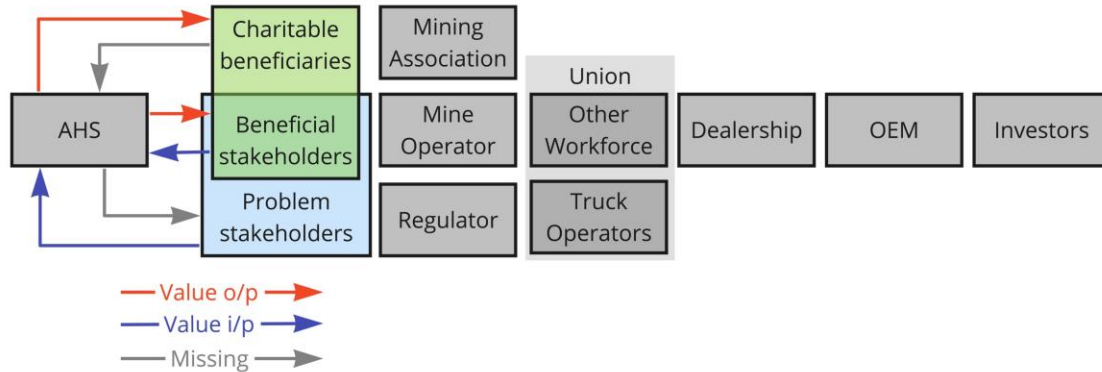 Charitable
beneficiaries
Mining
Association
Union
AHS
Beneficial
stakeholders
Mine
Operator
Other
Workforce
Dealership
OEM
Investors
Problem
stakeholders
Regulator
Truck
Operators
Value o/p
Value i/p
Missing